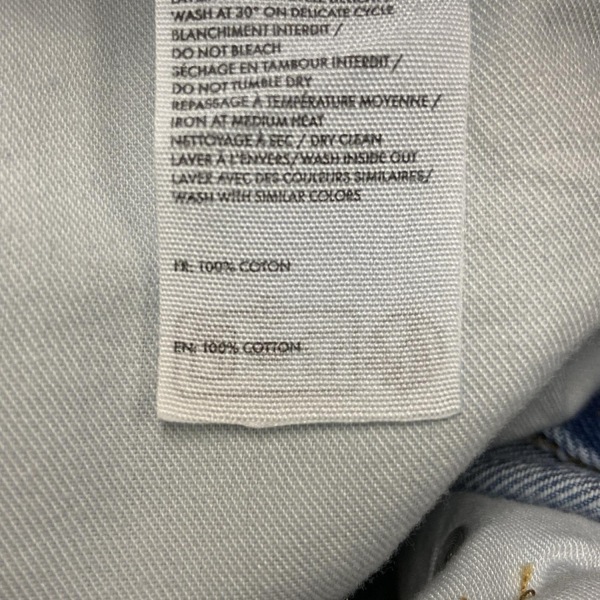 WASH AT 30° ON DELICATE CYCLE
BLANCHIMENT INTERDIT /
DO NOT BLEACH
SÉCHAGE EN TAMBOUR INTERDIT /
DO NOT TUMBLE DRY
REPASSAGE À TEMPÉRATURE MOYENNE /
IRON AT MEDIUM HEAT
NETTOYAGE À SEC / DRY CLEAN
LAVER À L'ENVERS/WASH INSIDE OUT
LAVER AVEC DES COULEURS SIMILAIRES/
WASH WITH SIMILAR COLORS
FR: 100% COTON
EN: 100% COTTON